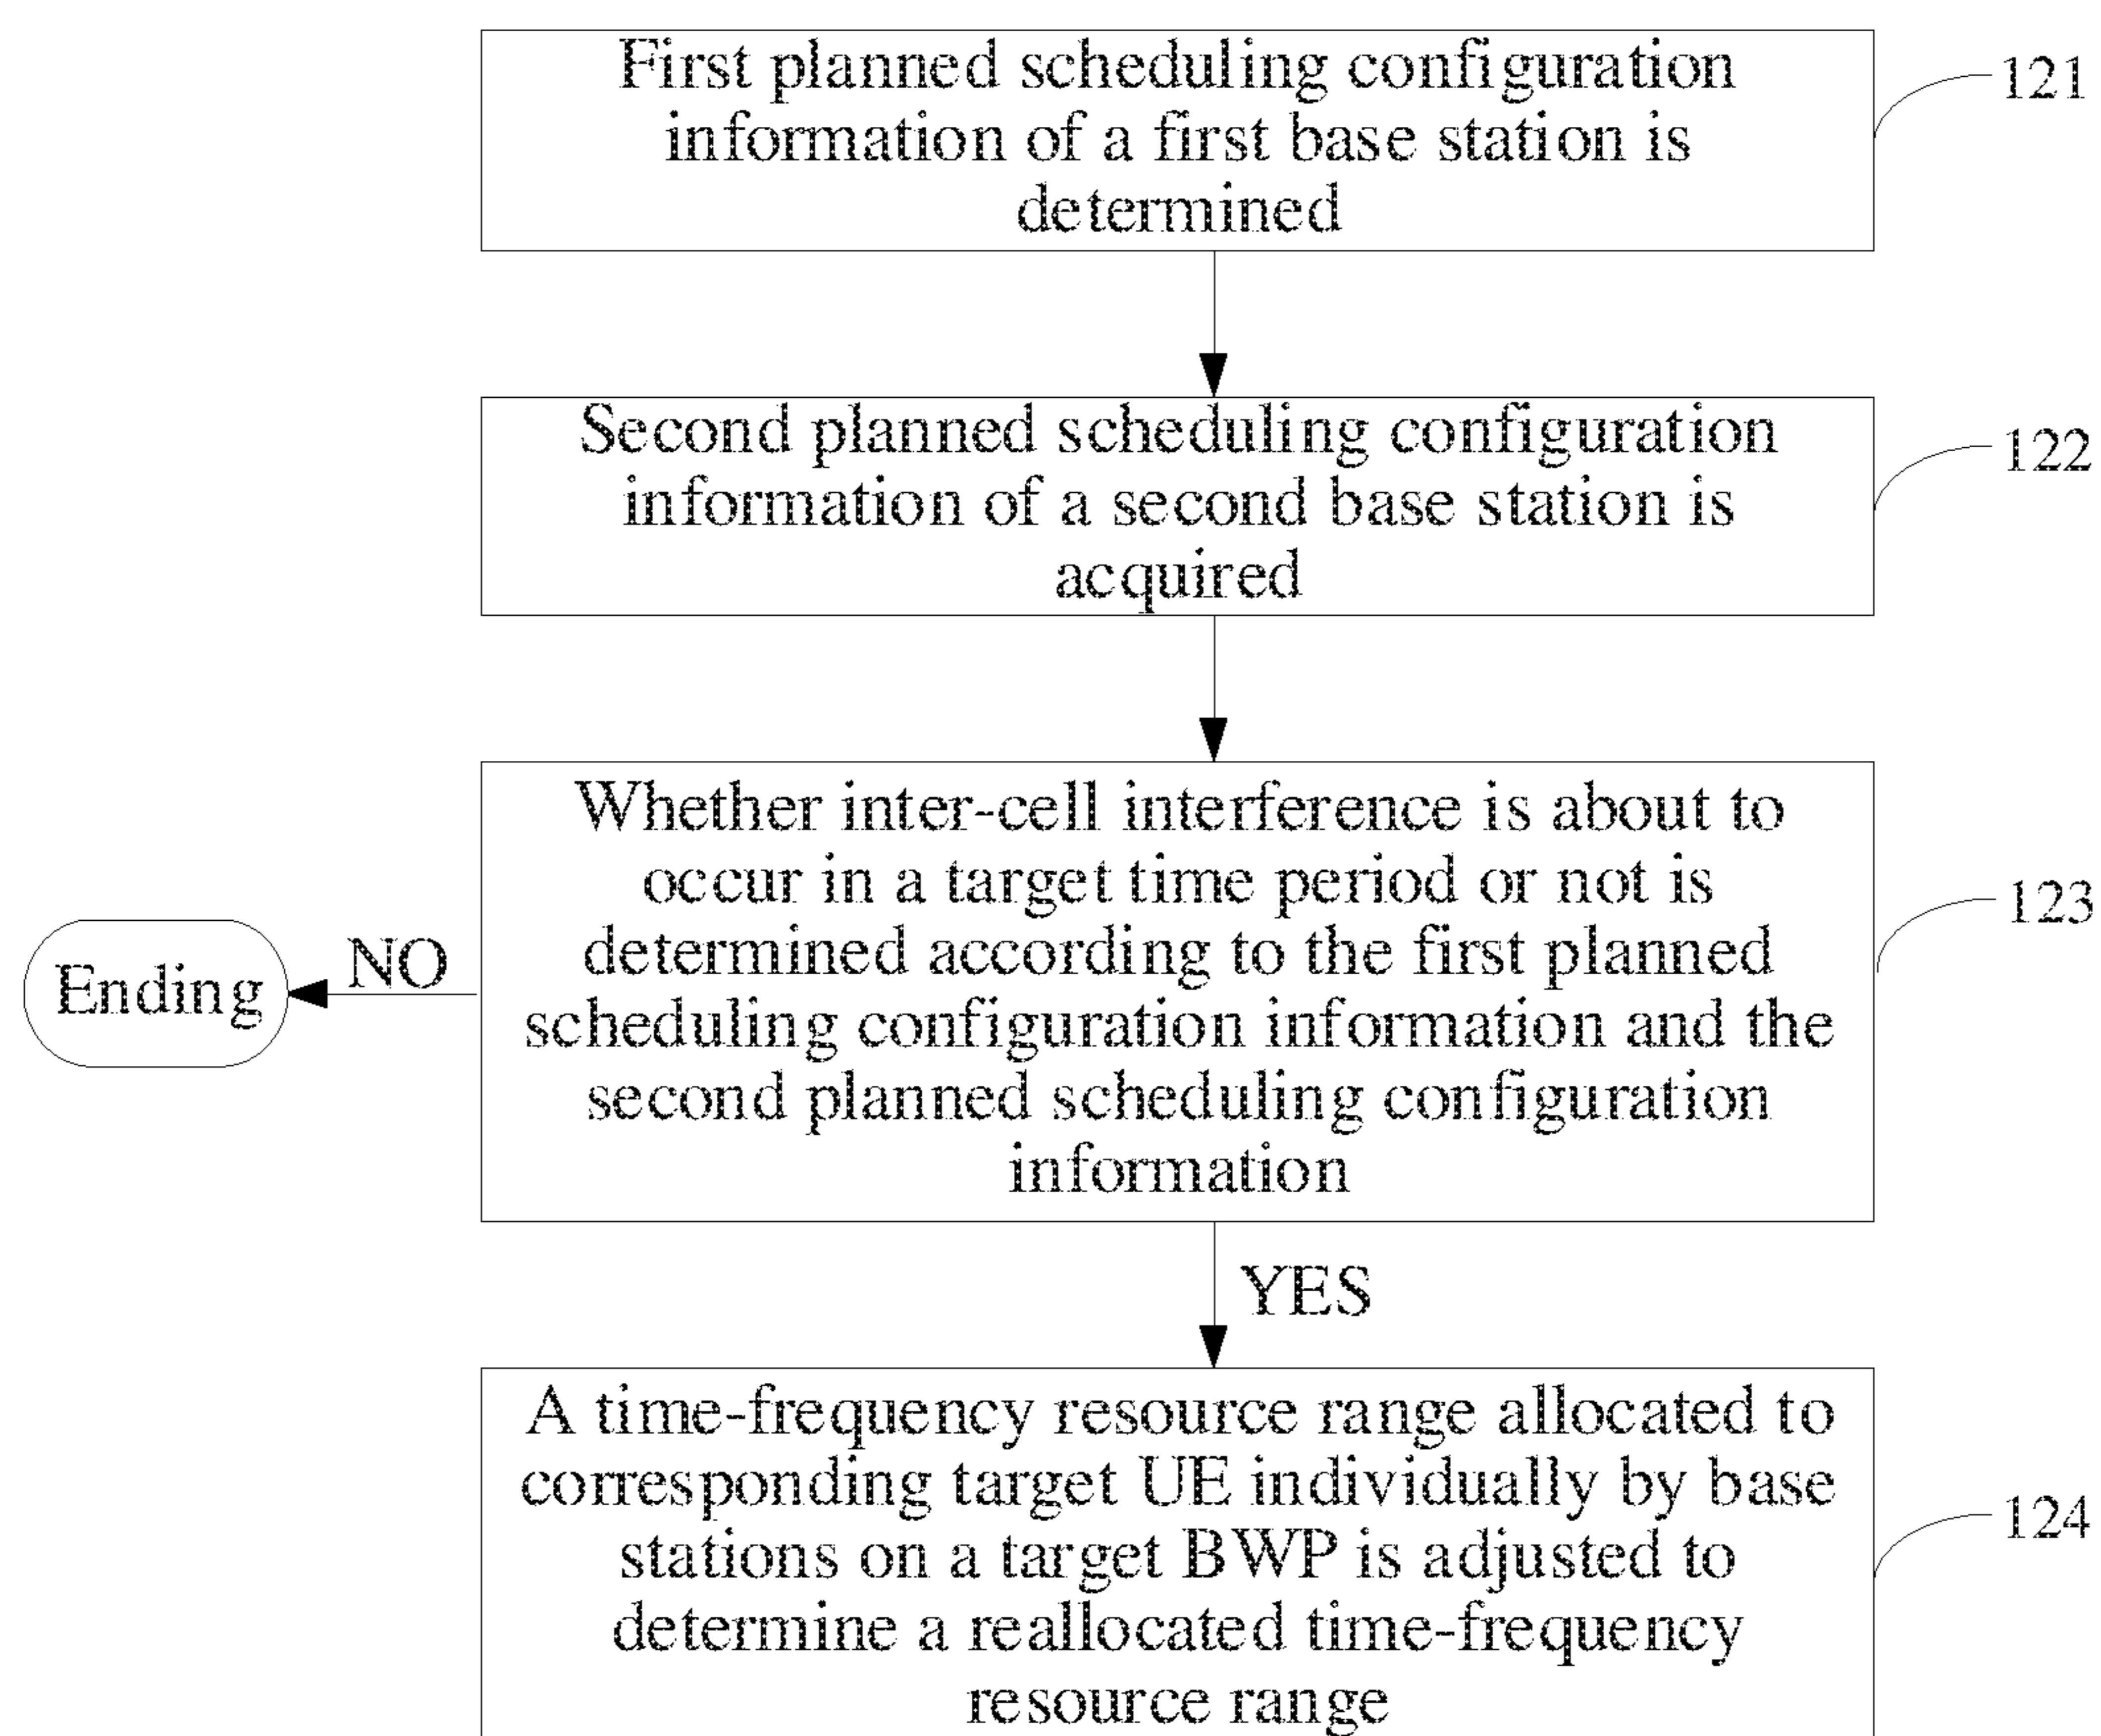 First planned scheduling configuration
information of a first base station is
determined
121
Second planned scheduling configuration
information of a second base station is
acquired
122
Whether inter-cell interference is about to
occur in a target time period or not is
determined according to the first planned
scheduling configuration information and the
second planned scheduling configuration
information
123
NO
Ending
YES
A time-frequency resource range allocated to
corresponding target UE individually by base
stations on a target BWP is adjusted to
determine a reallocated time-frequency
resource range
124